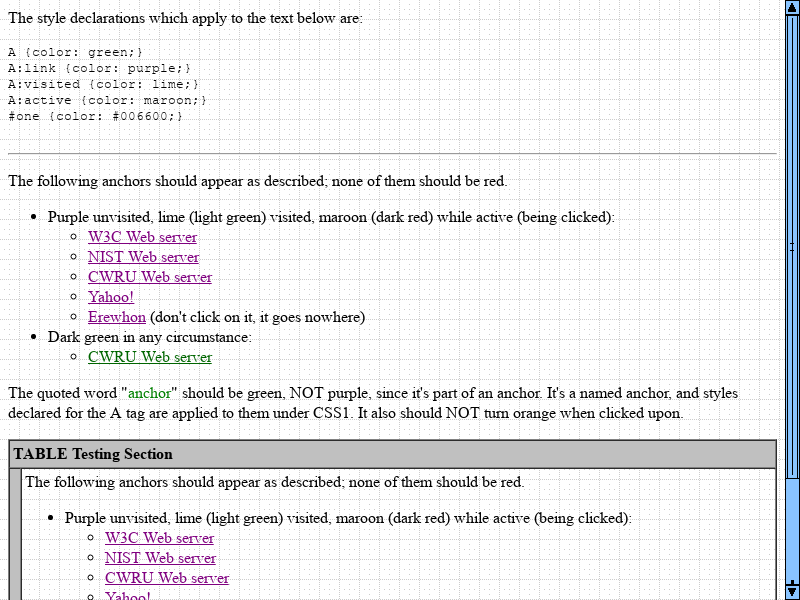 The style declarations which apply to the text below are:
A {color: green;}
A:link {color: purple;}
A:visited {color: lime;}
A:active {color: maroon;}
#one {color: #006600;}
The following anchors should appear as described; none of them should be red.
Purple unvisited, lime (light green) visited, maroon (dark red) while active (being clicked):
W3C Web server
NIST Web server
CWRU Web server
Yahoo!
Erewhon (don't click on it, it goes nowhere)
Dark green in any circumstance:
CWRU Web server
The quoted word "anchor" should be green, NOT purple, since it's part of an anchor. It's a named anchor, and styles
declared for the A tag are applied to them under CSS1. It also should NOT turn orange when clicked upon.
TABLE Testing Section
The following anchors should appear as described; none of them should be red.
Purple unvisited, lime (light green) visited, maroon (dark red) while active (being clicked):
W3C Web server
NIST Web server
CWRU Web server
Yahoo!